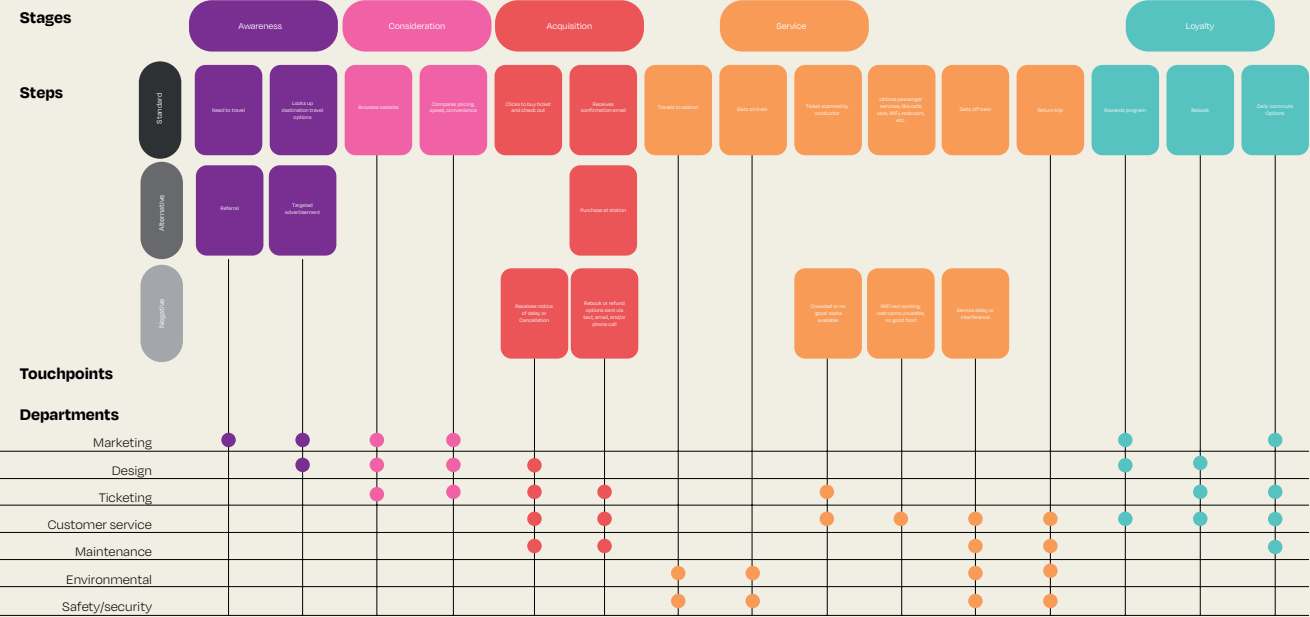 Stages
Awareness
Consideration
Acquisition
Service
Loyalty
Steps
Standard
Need to travel
Looks up
destination travel
options
Browses website
Compares pricing,
speed, convenience
Clicks to buy ticket
and check out
Receives
confirmation email
Travels to station
Gets on train
Ticket scanned by
conductor
Utilizes passenger
services, like cafe
care, WiFi, restroom,
etc.
Gets off train
Return trip
Rewards program
Rebook
Daily commute
Options
Alternative
Referral
Targeted
advertisement
Purchase at station
Negative
Receives notice
of delay or
Cancellation
Rebook or refund
options sent via
text, email, and/or
phone call
Crowded or no
'good' seats
available
WiFi not working,
restrooms unusable,
no good food
Service delay or
interference
Touchpoints
Departments
Marketing
Design
Ticketing
Customer service
Maintenance
Environmental
Safety/security